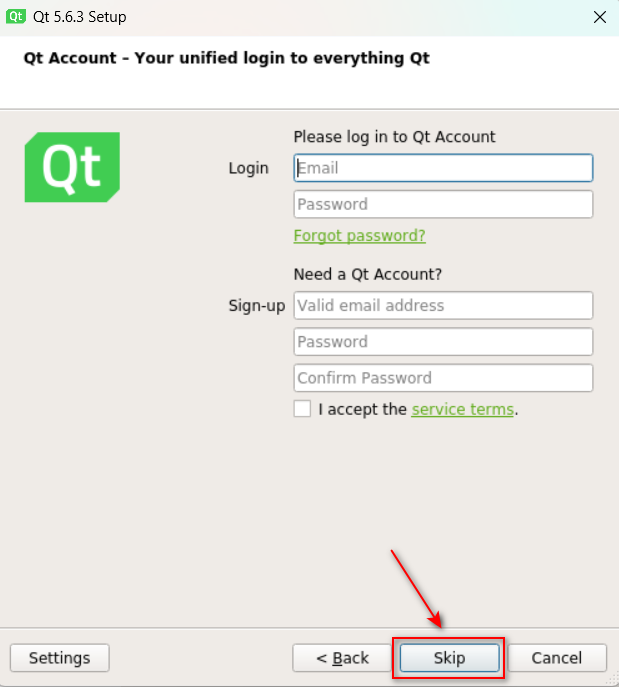 Qt Qt 5.6.3 Setup
Qt Account – Your unified login to everything Qt
Qt
Please log in to Qt Account
Login Email
Password
Forgot password?
Need a Qt Account?
Sign-up Valid email address
Password
Confirm Password
I accept the service terms.
Settings < Back Skip Cancel